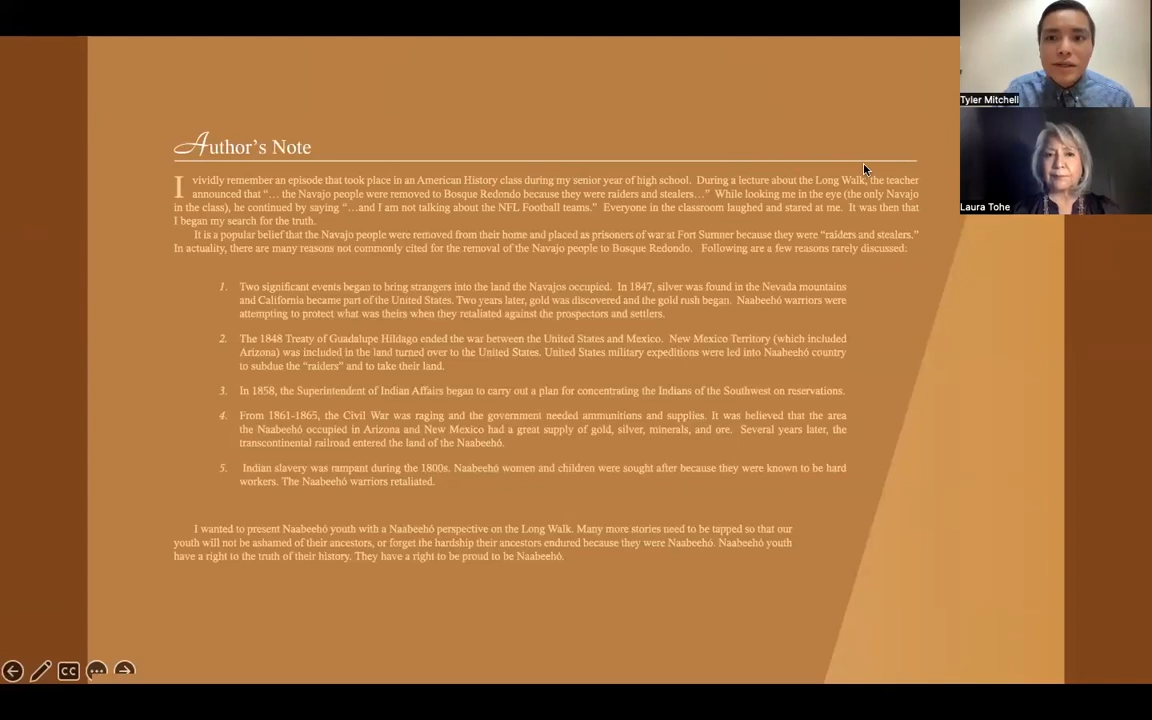 Tyler Mitchell
Laura Tohe
Author's Note
I vividly remember an episode that took place in an American History class during my senior year of high school. During a lecture about the Long Walk, the teacher
announced that “… the Navajo people were removed to Bosque Redondo because they were raiders and stealers…” While looking me in the eye (the only Navajo
in the class), he continued by saying “…and I am not talking about the NFL Football teams.” Everyone in the classroom laughed and stared at me. It was then that
I began my search for the truth.
It is a popular belief that the Navajo people were removed from their home and placed as prisoners of war at Fort Sumner because they were “raiders and stealers.”
In actuality, there are many reasons not commonly cited for the removal of the Navajo people to Bosque Redondo. Following are a few reasons rarely discussed:
1. Two significant events began to bring strangers into the land the Navajos occupied. In 1847, silver was found in the Nevada mountains
and California became part of the United States. Two years later, gold was discovered and the gold rush began. Naabeehó warriors were
attempting to protect what was theirs when they retaliated against the prospectors and settlers.
2. The 1848 Treaty of Guadalupe Hildago ended the war between the United States and Mexico. New Mexico Territory (which included
Arizona) was included in the land turned over to the United States. United States military expeditions were led into Naabeehó country
to subdue the “raiders” and to take their land.
3. In 1858, the Superintendent of Indian Affairs began to carry out a plan for concentrating the Indians of the Southwest on reservations.
4. From 1861-1865, the Civil War was raging and the government needed ammunitions and supplies. It was believed that the area
the Naabeehó occupied in Arizona and New Mexico had a great supply of gold, silver, minerals, and ore. Several years later, the
transcontinental railroad entered the land of the Naabeehó.
5. Indian slavery was rampant during the 1800s. Naabeehó women and children were sought after because they were known to be hard
workers. The Naabeehó warriors retaliated.
I wanted to present Naabeehó youth with a Naabeehó perspective on the Long Walk. Many more stories need to be tapped so that our
youth will not be ashamed of their ancestors, or forget the hardship their ancestors endured because they were Naabeehó. Naabeehó youth
have a right to the truth of their history. They have a right to be proud to be Naabeehó.
CC